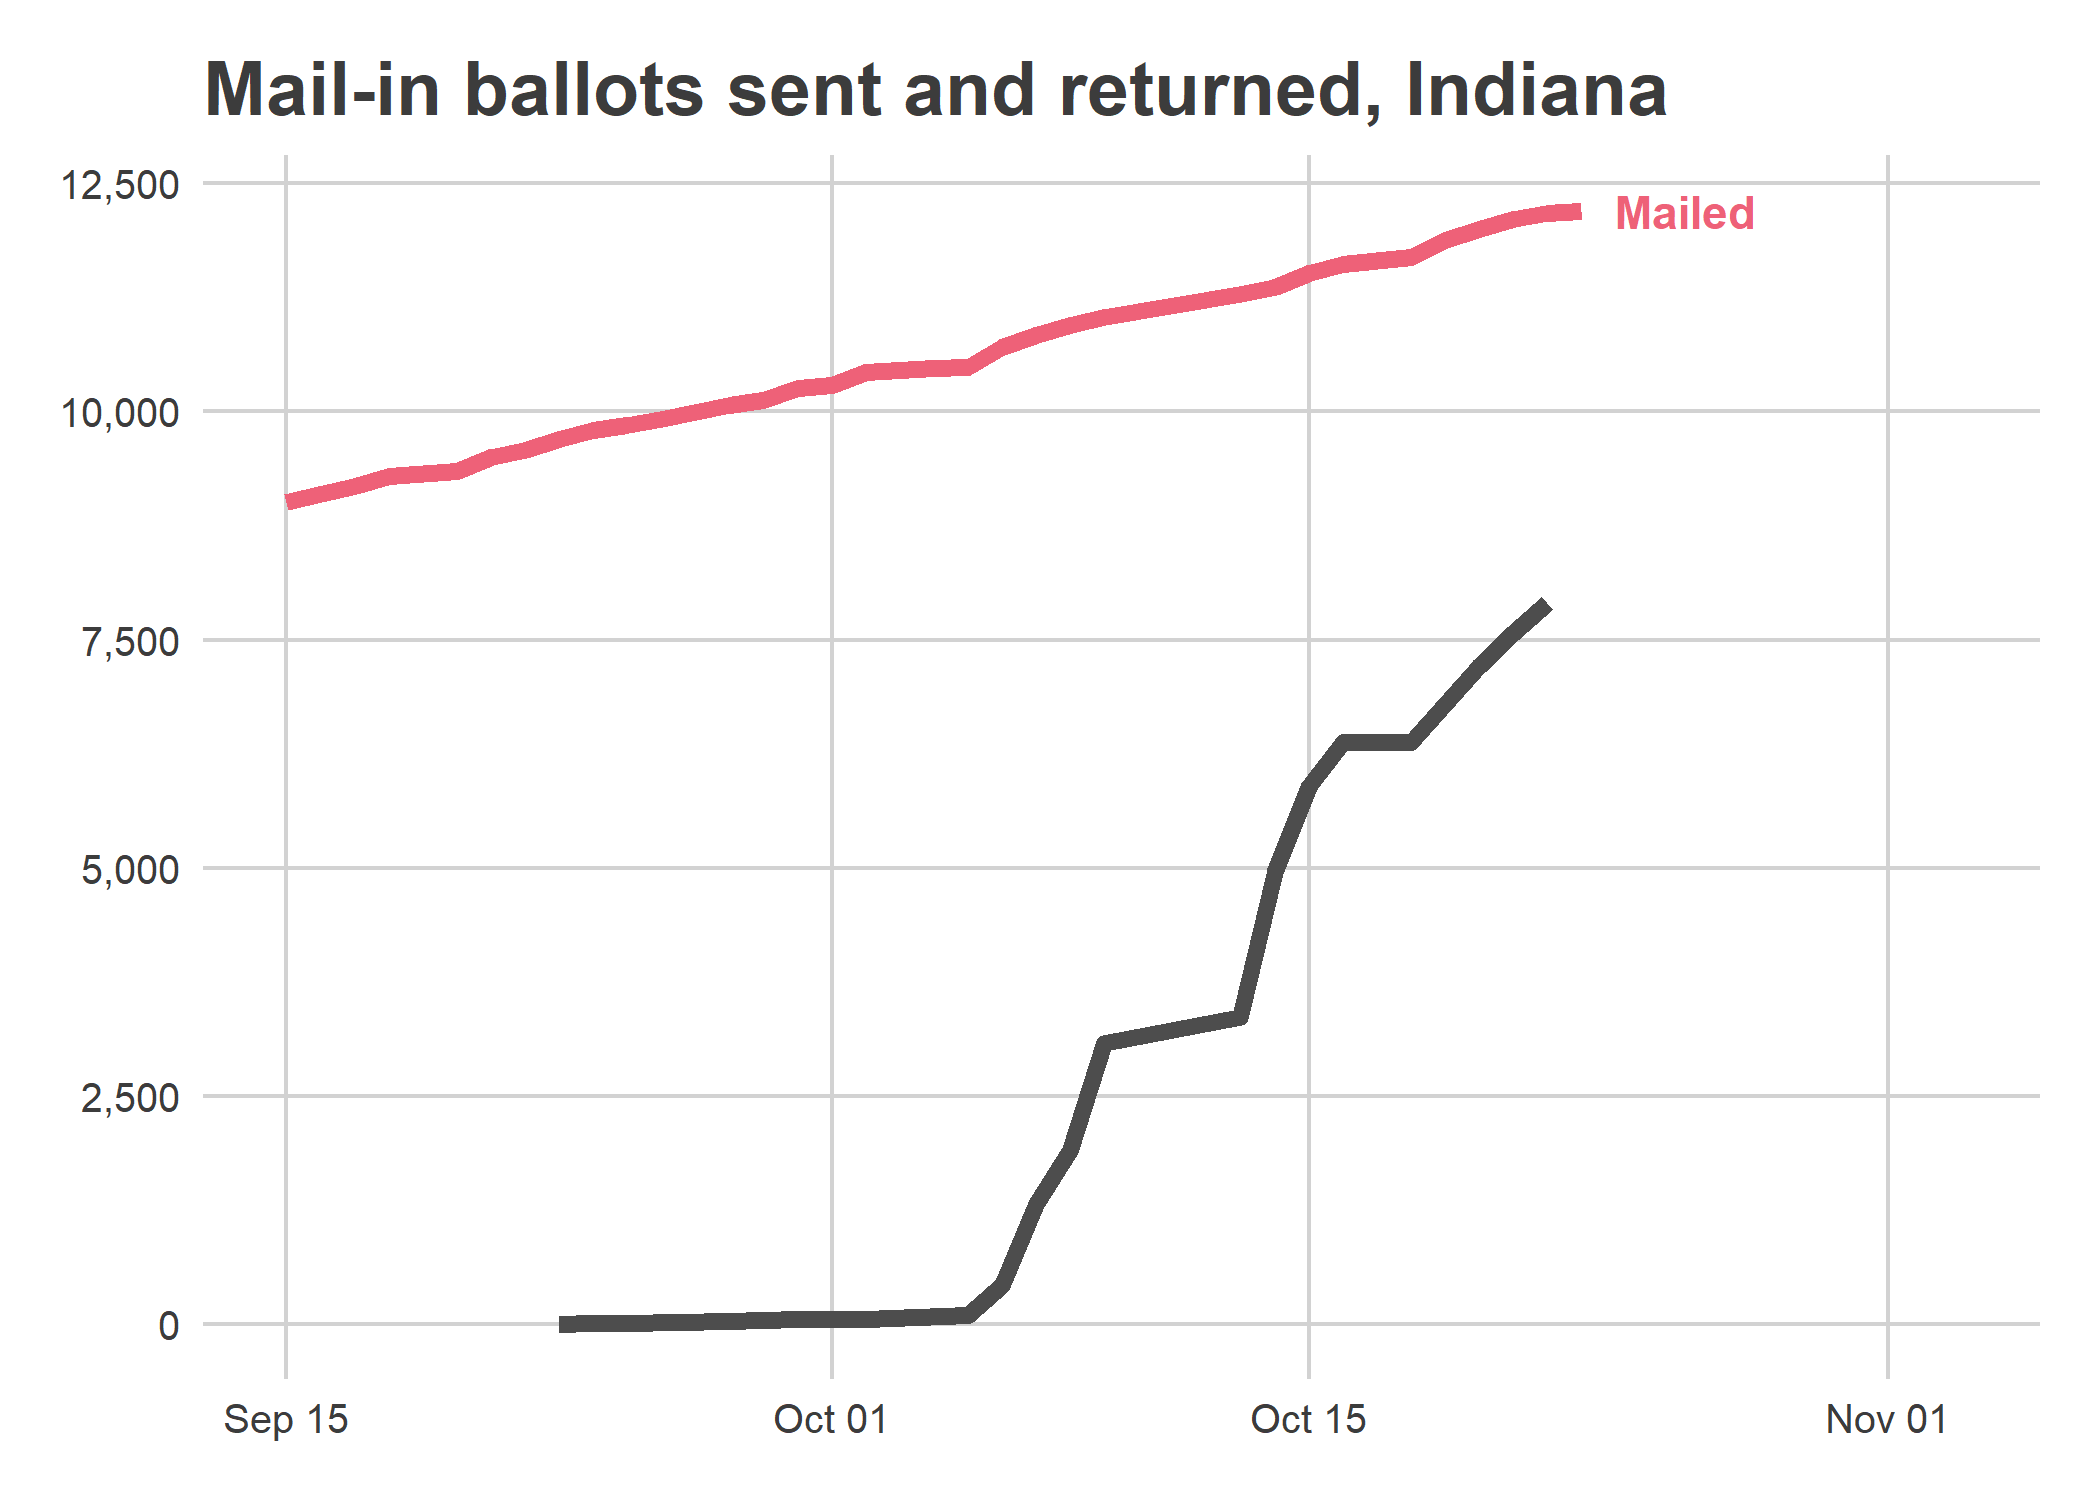 Mail-in ballots sent and returned, Indiana
12,500
Mailed
10,000
7,500
5,000
2,500
0
Sep 15 Oct 01 Oct 15 Nov 01